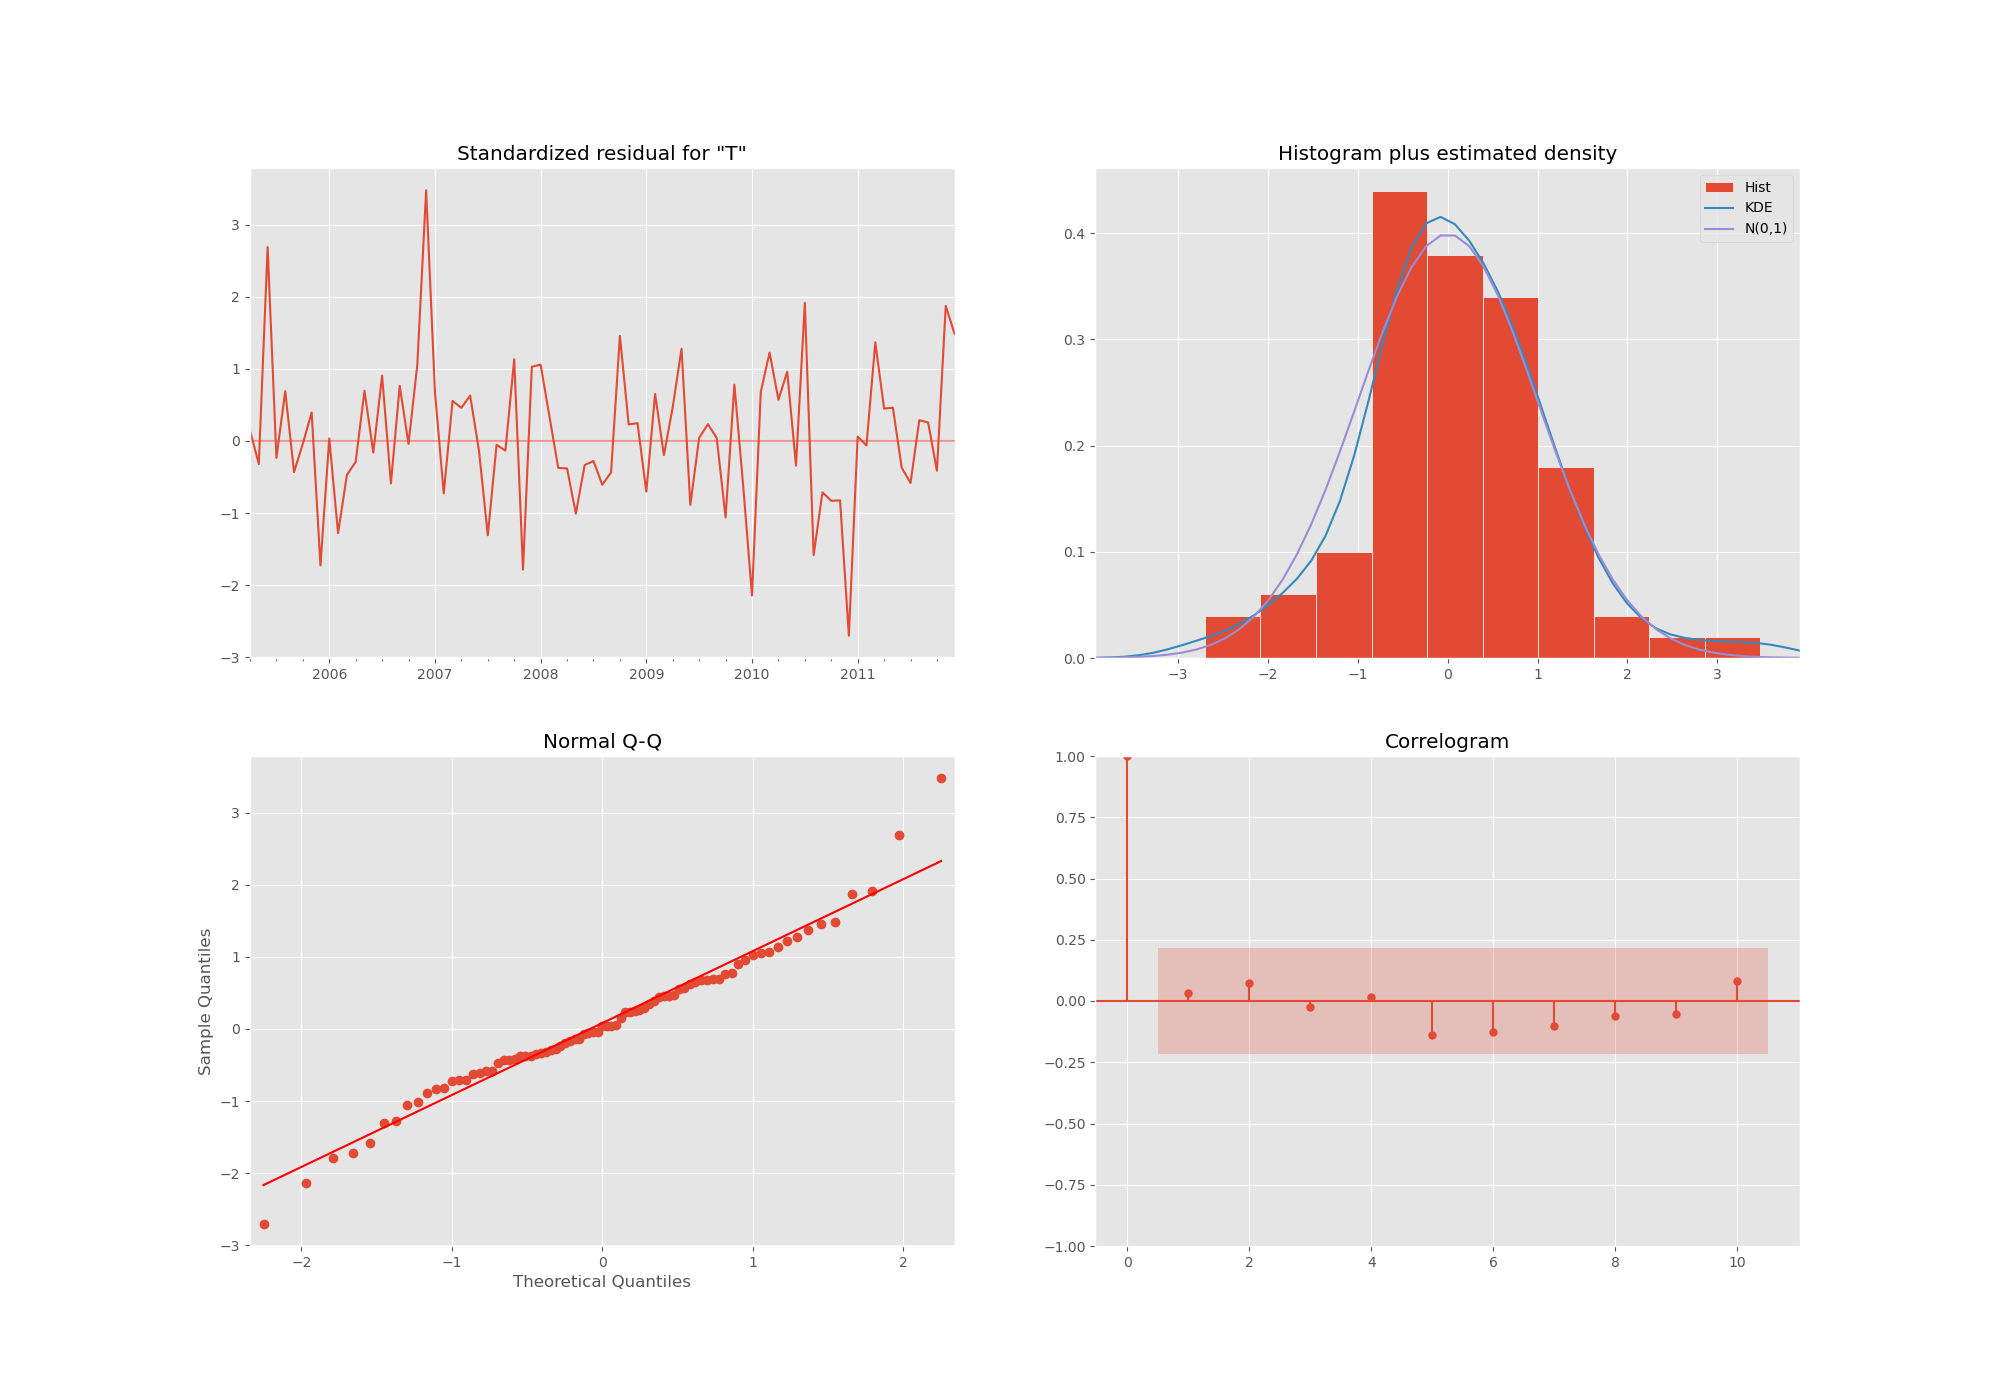 Standardized residual for "T"
3
2
1
0
−1
−2
−3
2006 2007 2008 2009 2010 2011
Histogram plus estimated density
Hist
KDE
N(0,1)
0.4
0.3
0.2
0.1
0.0
−3 −2 −1 0 1 2 3
Normal Q-Q
Sample Quantiles
3
2
1
0
−1
−2
−3
−2 −1 0 1 2
Theoretical Quantiles
Correlogram
1.00
0.75
0.50
0.25
0.00
−0.25
−0.50
−0.75
−1.00
0 2 4 6 8 10